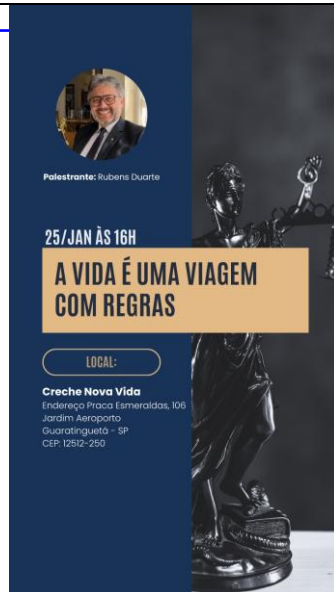 Palestrante: Rubens Duarte
25/JAN ÀS 16H
A VIDA É UMA VIAGEM
COM REGRAS
LOCAL:
Creche Nova Vida
Endereço Praca Esmeraldas, 106
Jardim Aeroporto
Guaratinguetá - SP
CEP: 12512-250